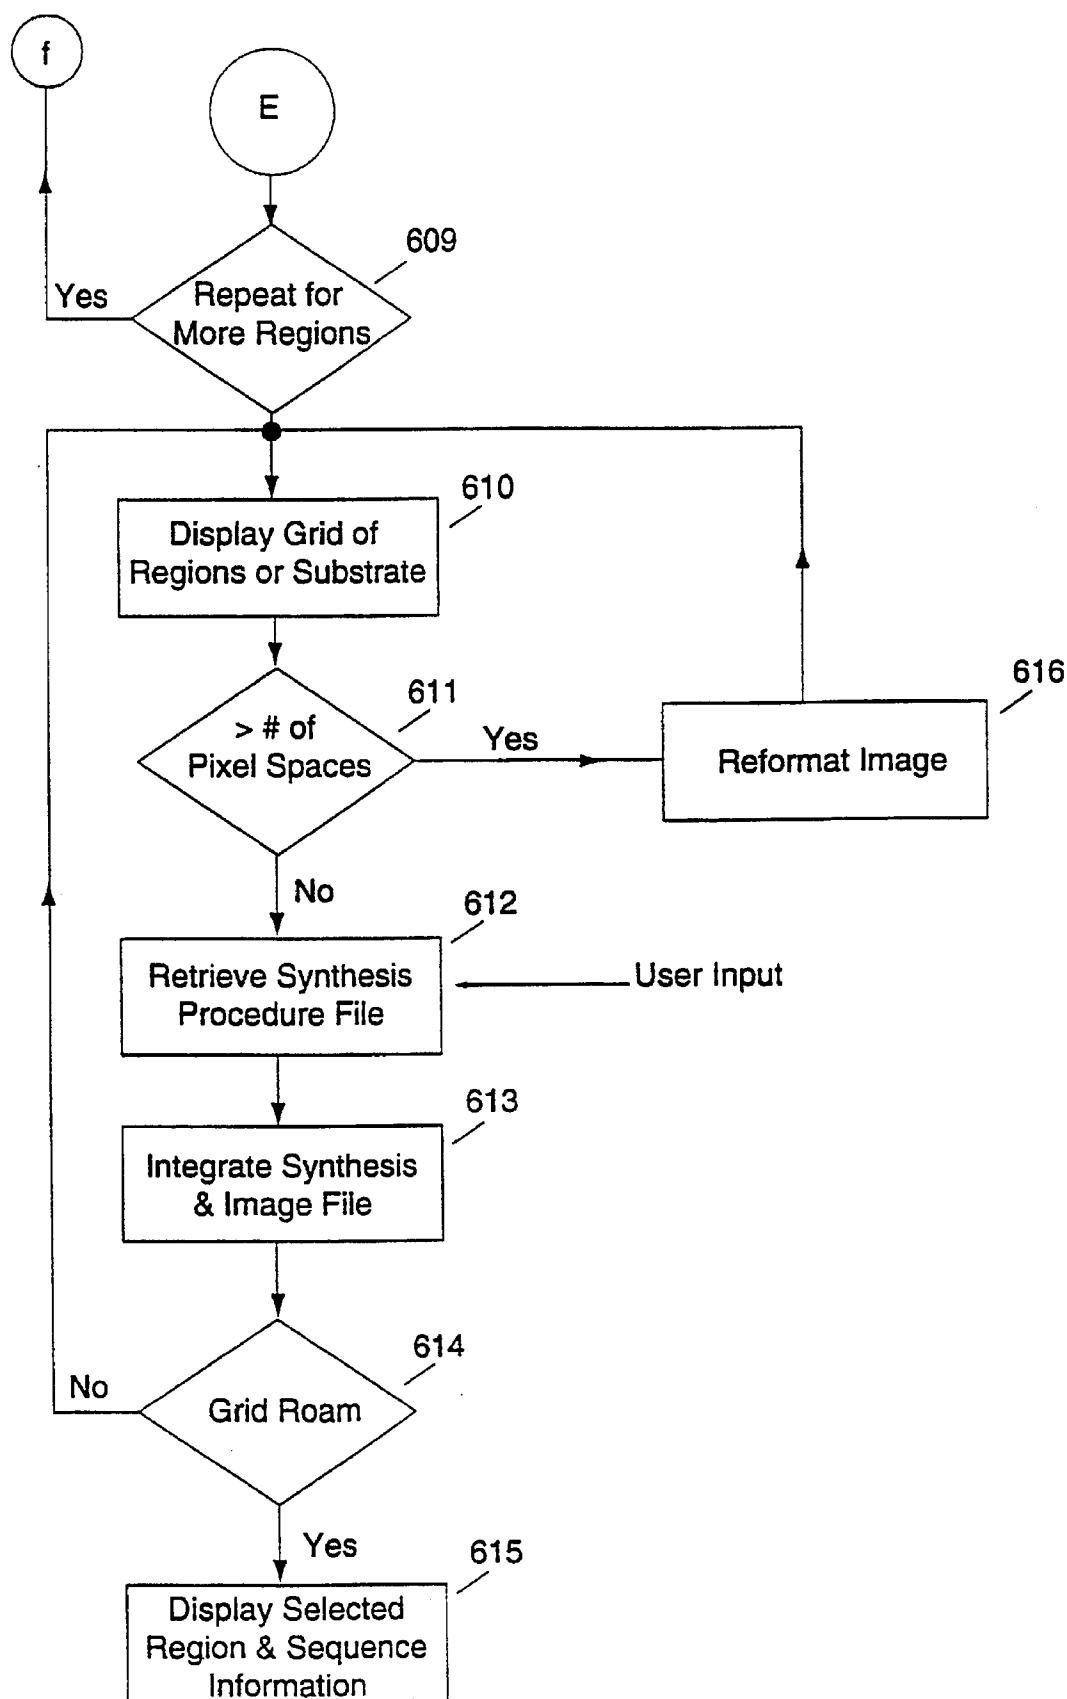 f
E
609
Yes
Repeat for
More Regions
610
Display Grid of
Regions or Substrate
611
616
> # of
Pixel Spaces
Yes
Reformat Image
No
612
Retrieve Synthesis
Procedure File
User Input
613
Integrate Synthesis
& Image File
614
No
Grid Roam
Yes
615
Display Selected
Region & Sequence
Information